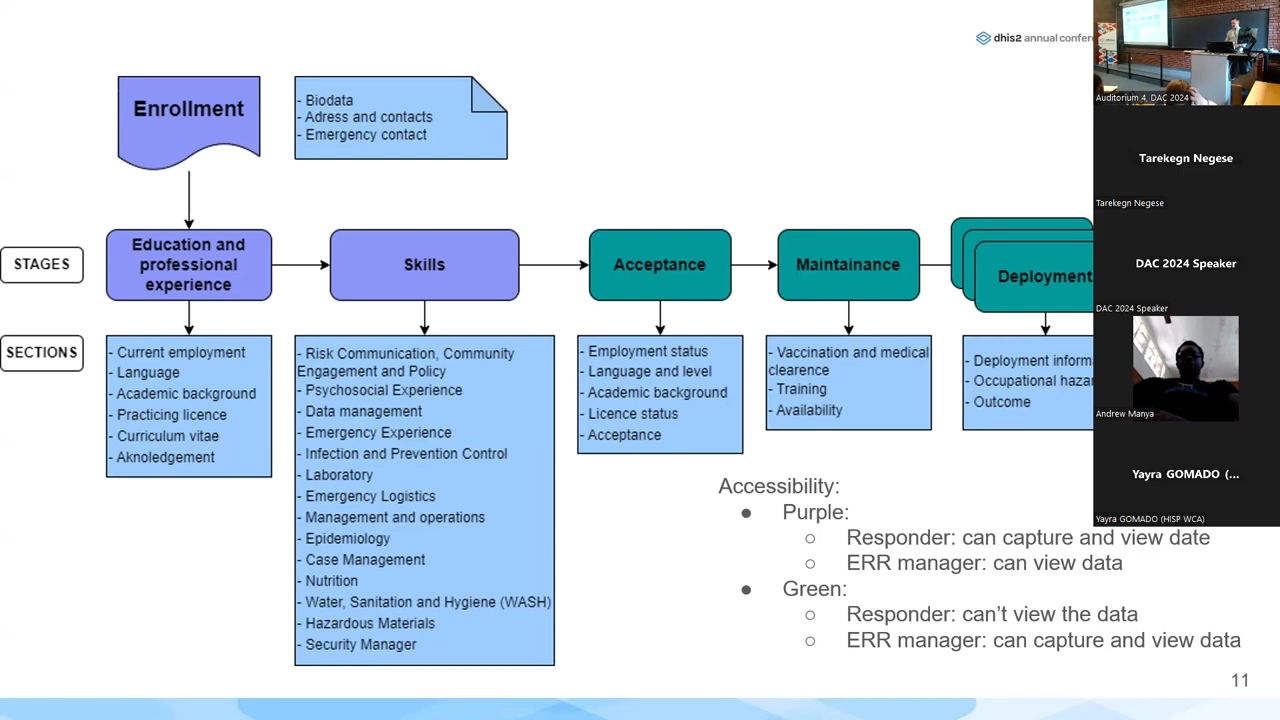 dhis2 annual confere
Enrollment
- Biodata
- Adress and contacts
- Emergency contact
STAGES
Education and
professional
experience
Skills
Acceptance
Maintainance
Deployment
SECTIONS
- Current employment
- Language
- Academic background
- Practicing licence
- Curriculum vitae
- Aknoledgement
- Risk Communication, Community
Engagement and Policy
- Psychosocial Experience
- Data management
- Emergency Experience
- Infection and Prevention Control
- Laboratory
- Emergency Logistics
- Management and operations
- Epidemiology
- Case Management
- Nutrition
- Water, Sanitation and Hygiene (WASH)
- Hazardous Materials
- Security Manager
- Employment status
- Language and level
- Academic background
- Licence status
- Acceptance
- Vaccination and medical
clearence
- Training
- Availability
- Deployment inform
- Occupational hazar
- Outcome
Accessibility:
● Purple:
○ Responder: can capture and view date
○ ERR manager: can view data
● Green:
○ Responder: can’t view the data
○ ERR manager: can capture and view data
11
Auditorium 4, DAC 2024
Tarekegn Negese
Tarekegn Negese
DAC 2024 Speaker
DAC 2024 Speaker
Andrew Manya
Yayra GOMADO (...
Yayra GOMADO (HISP WCA)